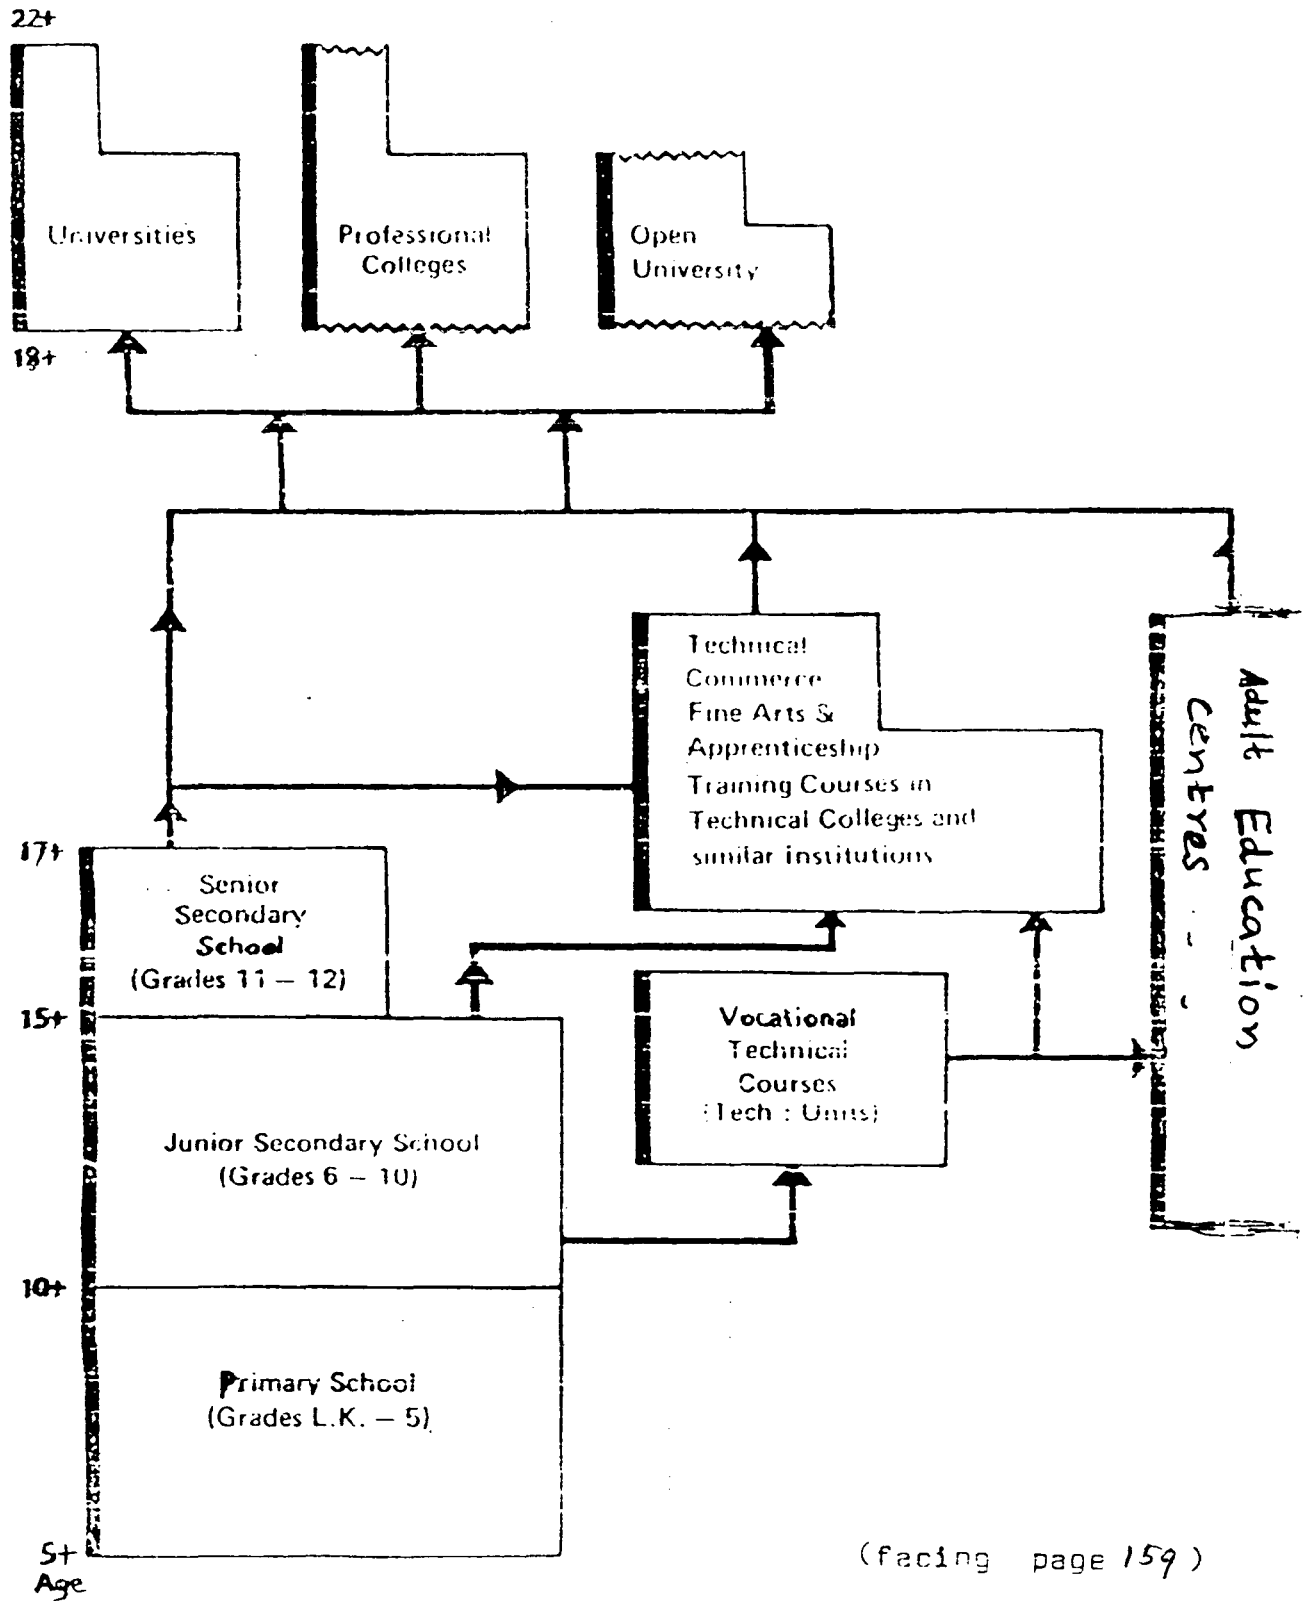 22+
Universities
Professional
Colleges
Open
University
18+
Technical
Commerce
Fine Arts &
Apprenticeship
Training Courses in
Technical Colleges and
similar institutions
Adult Education
Centres
17+
Senior
Secondary
School
(Grades 11 – 12)
15+
Vocational
Technical
Courses
(Tech : Units)
Junior Secondary School
(Grades 6 – 10)
10+
Primary School
(Grades L.K. – 5)
5+
Age
(facing page 159)